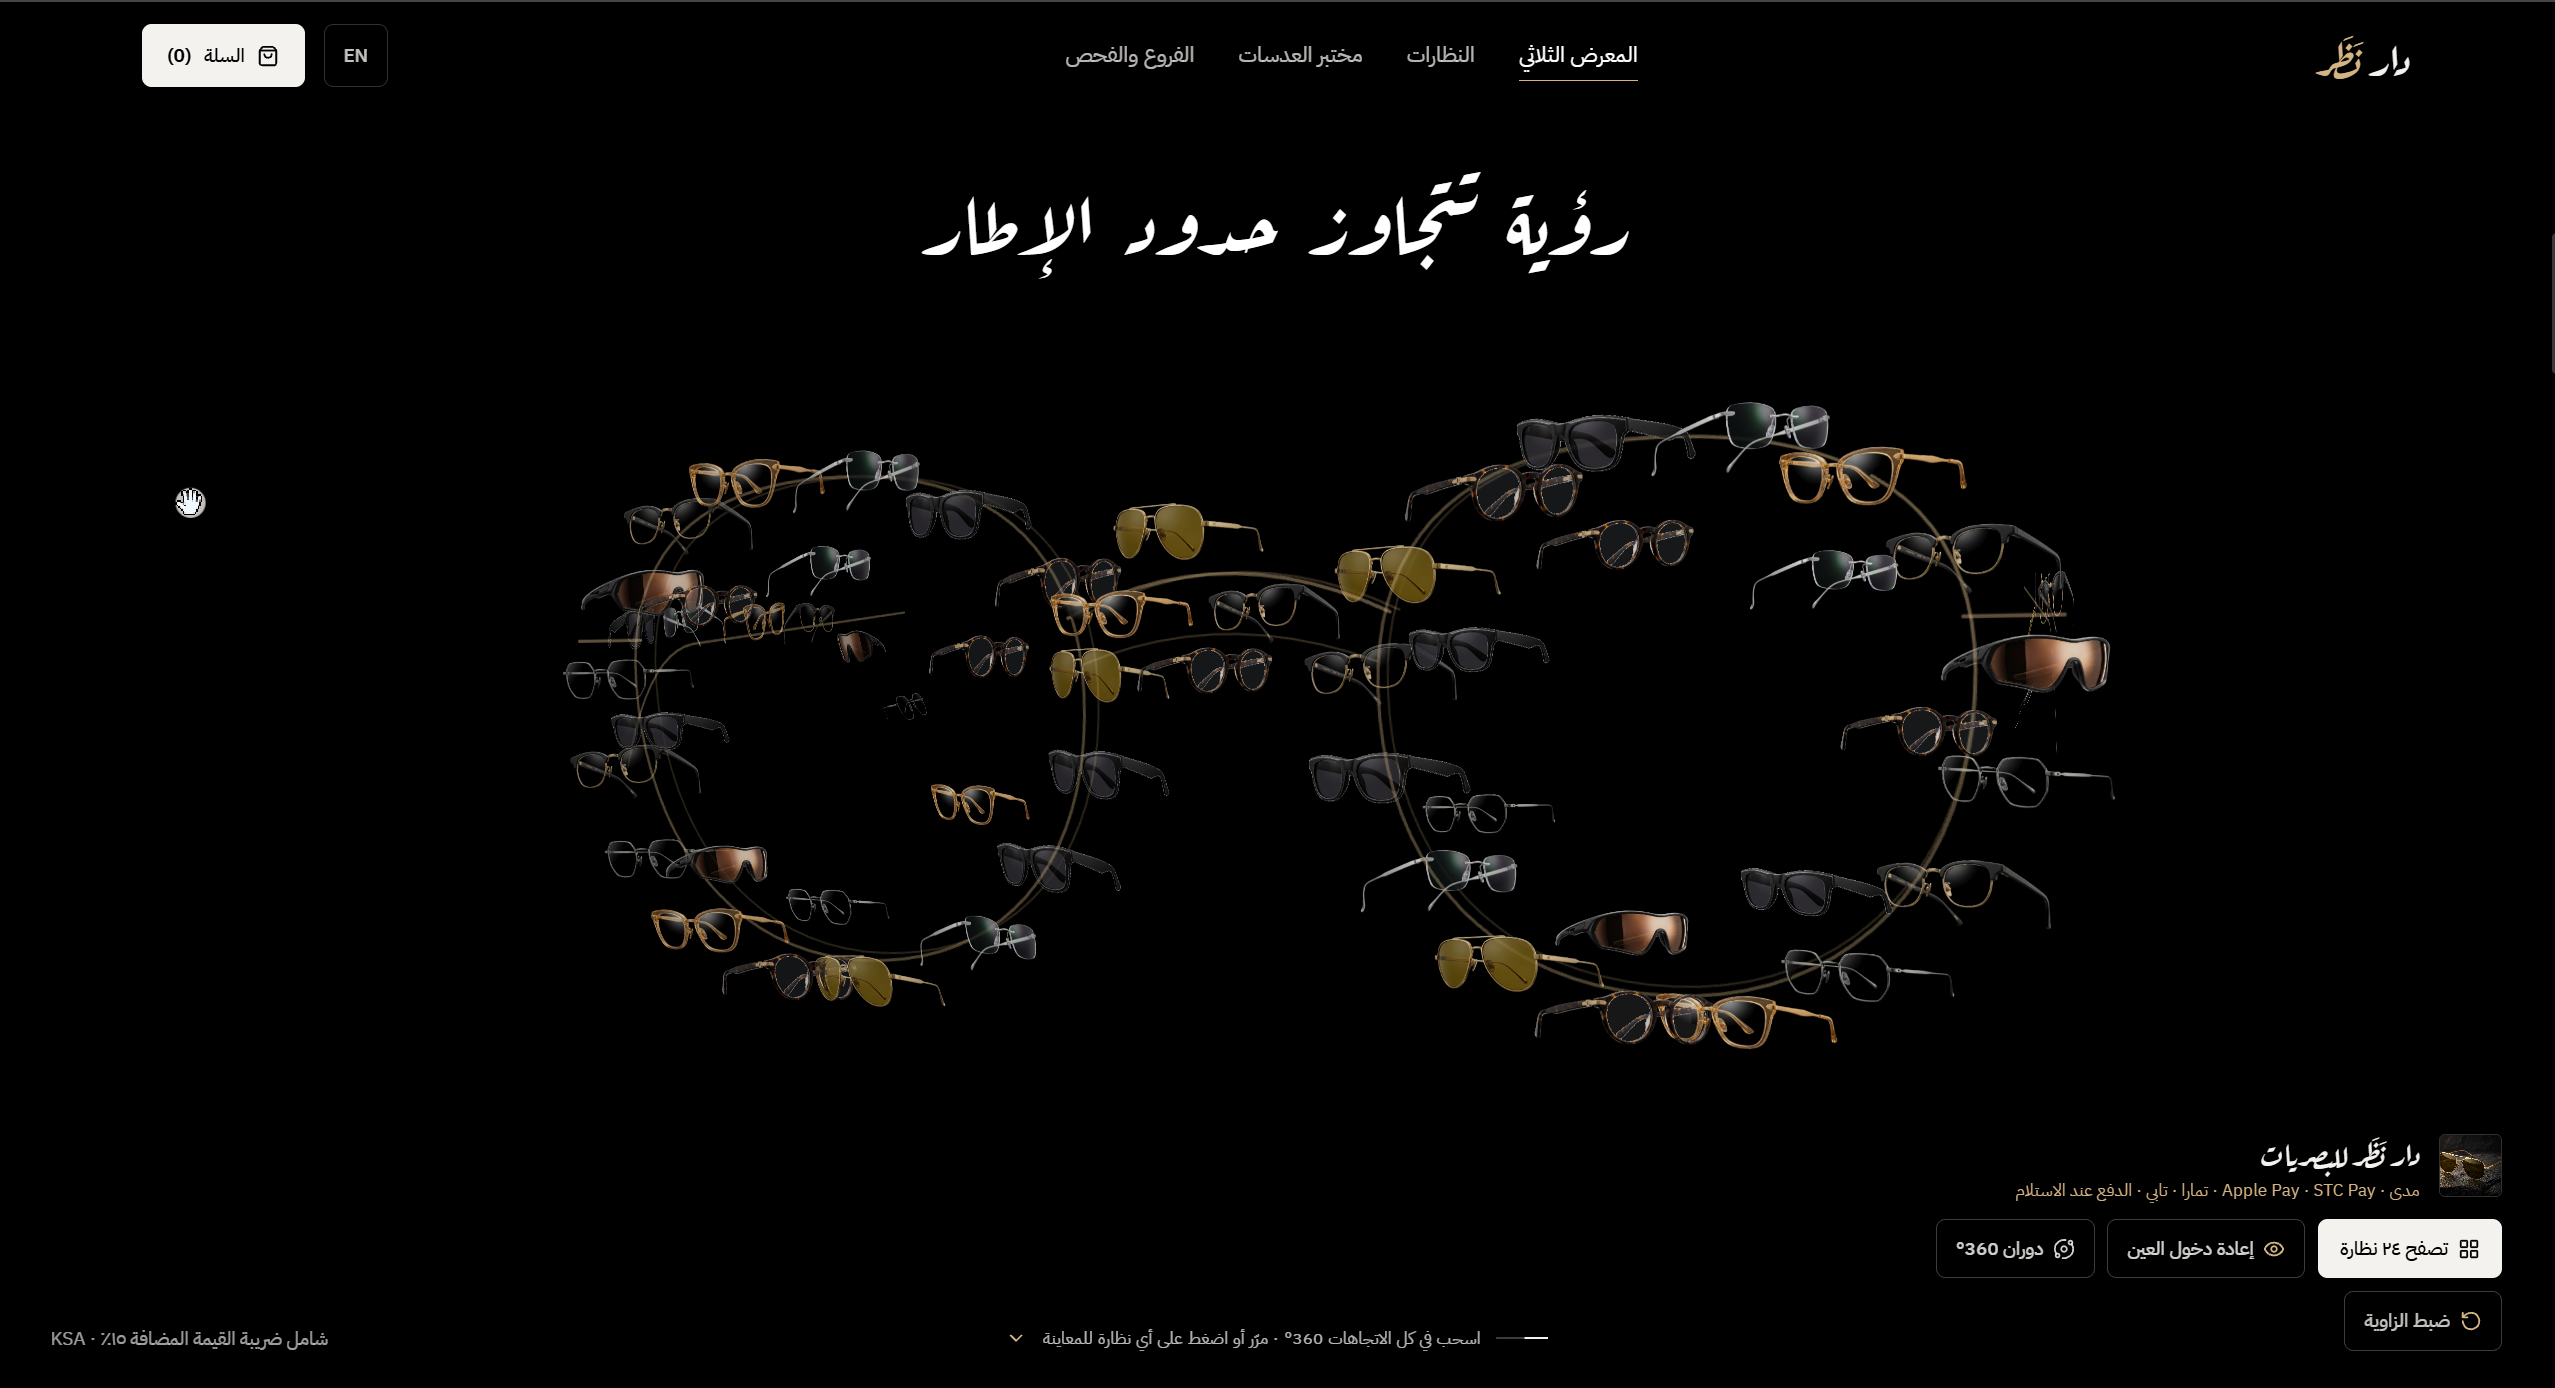 دار نَظَر
المعرض الثلاثي
النظارات
مختبر العدسات
الفروع والفحص
EN
السلة (0)
رؤية تتجاوز حدود الإطار
دار نَظَر للبصريات
مدى · Apple Pay · STC Pay · تمارا · تابي · الدفع عند الاستلام
تصفح ٢٤ نظارة
إعادة دخول العين
دوران 360°
ضبط الزاوية
اسحب في كل الاتجاهات 360° · مرّر أو اضغط على أي نظارة للمعاينة
شامل ضريبة القيمة المضافة ١٥٪ · KSA